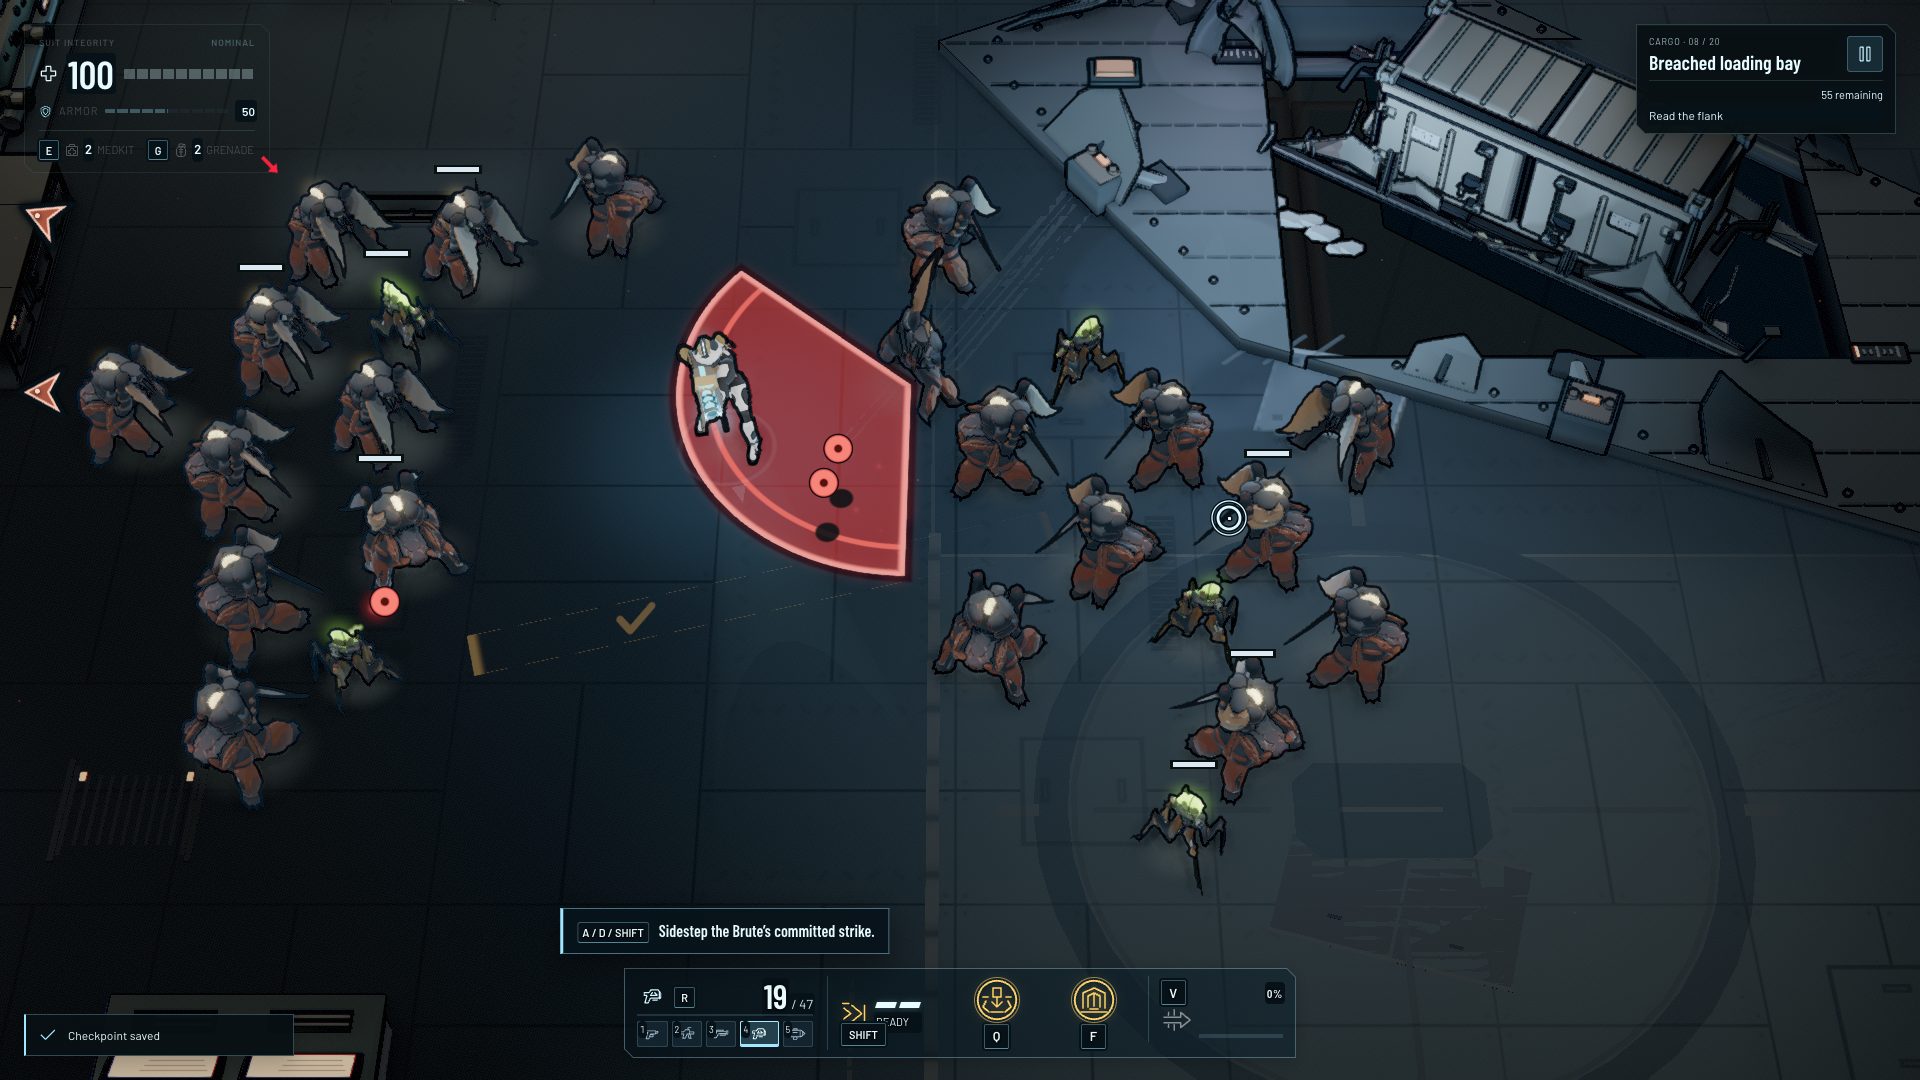 SUIT INTEGRITY NOMINAL
100
ARMOR 50
E 2 MEDKIT G 2 GRENADE
CARGO · 08 / 20
Breached loading bay
55 remaining
Read the flank
A / D / SHIFT Sidestep the Brute's committed strike.
R 19 / 47
1 2 3 4 5
READY
SHIFT
Q
F
V 0%
Checkpoint saved